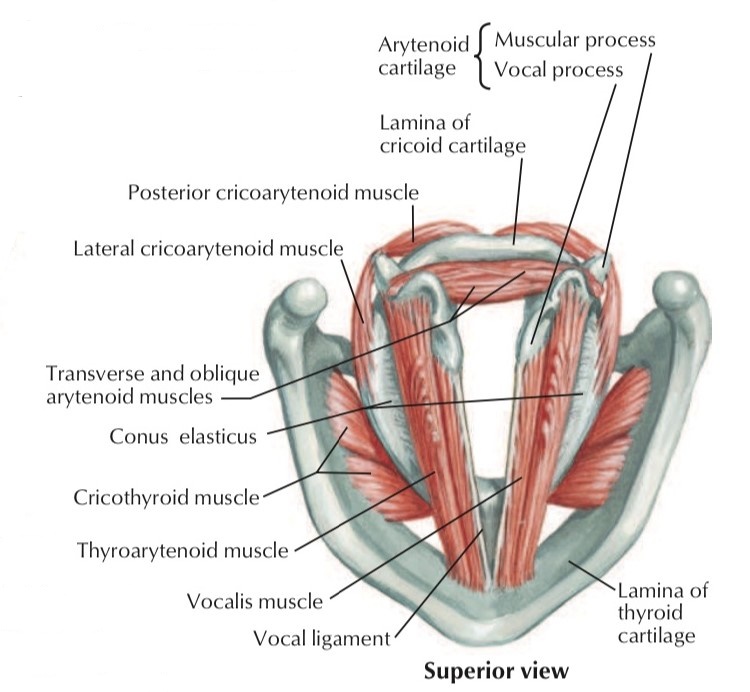 Arytenoid
cartilage
Muscular process
Vocal process
Lamina of
cricoid cartilage
Posterior cricoarytenoid muscle
Lateral cricoarytenoid muscle
Transverse and oblique
arytenoid muscles
Conus elasticus
Cricothyroid muscle
Thyroarytenoid muscle
Vocalis muscle
Vocal ligament
Lamina of
thyroid
cartilage
Superior view